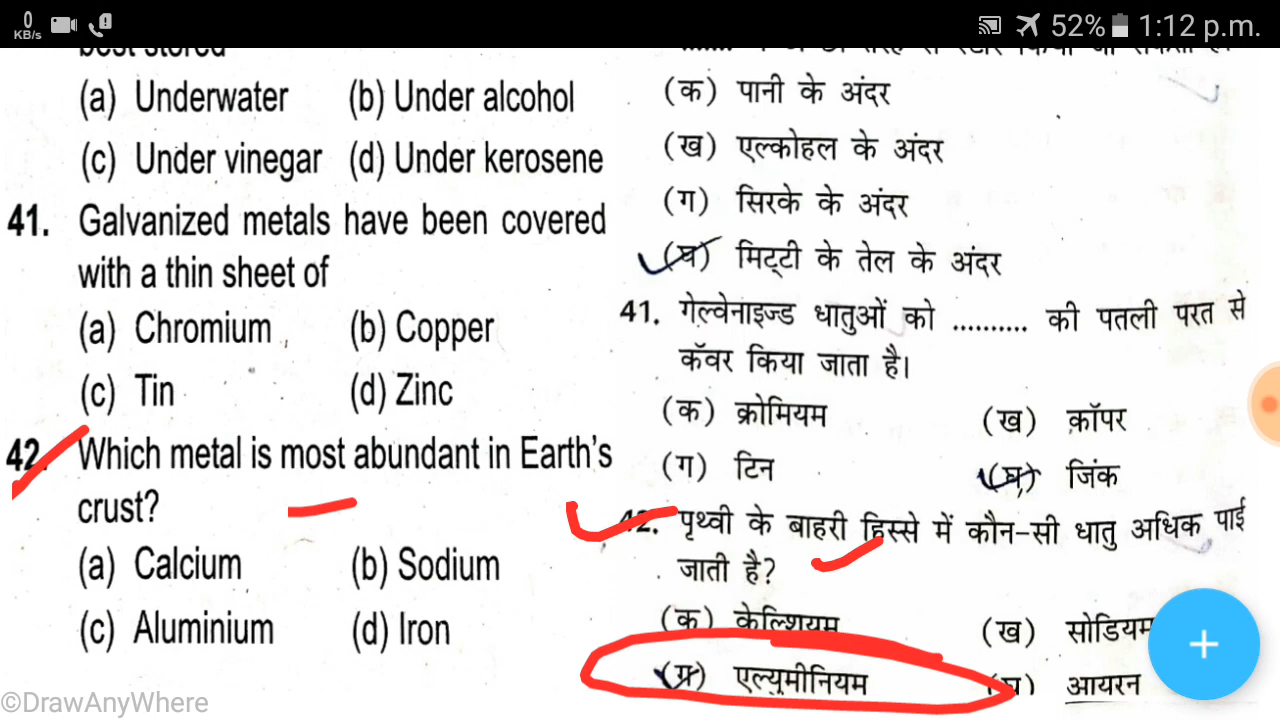 0
KB/s
52% 1:12 p.m.
best stored
(a) Underwater (b) Under alcohol
(c) Under vinegar (d) Under kerosene
41. Galvanized metals have been covered
with a thin sheet of
(a) Chromium (b) Copper
(c) Tin (d) Zinc
42. Which metal is most abundant in Earth's
crust?
(a) Calcium (b) Sodium
(c) Aluminium (d) Iron
(क) पानी के अंदर
(ख) एल्कोहल के अंदर
(ग) सिरके के अंदर
(घ) मिट्टी के तेल के अंदर
41. गेल्वेनाइज्ड धातुओं को .......... की पतली परत से
कॅवर किया जाता है।
(क) क्रोमियम (ख) क़ॉपर
(ग) टिन (घ) जिंक
42. पृथ्वी के बाहरी हिस्से में कौन-सी धातु अधिक पाई
जाती है?
(क) केल्शियम (ख) सोडियम
(ग) एल्युमीनियम (घ) आयरन
©DrawAnyWhere